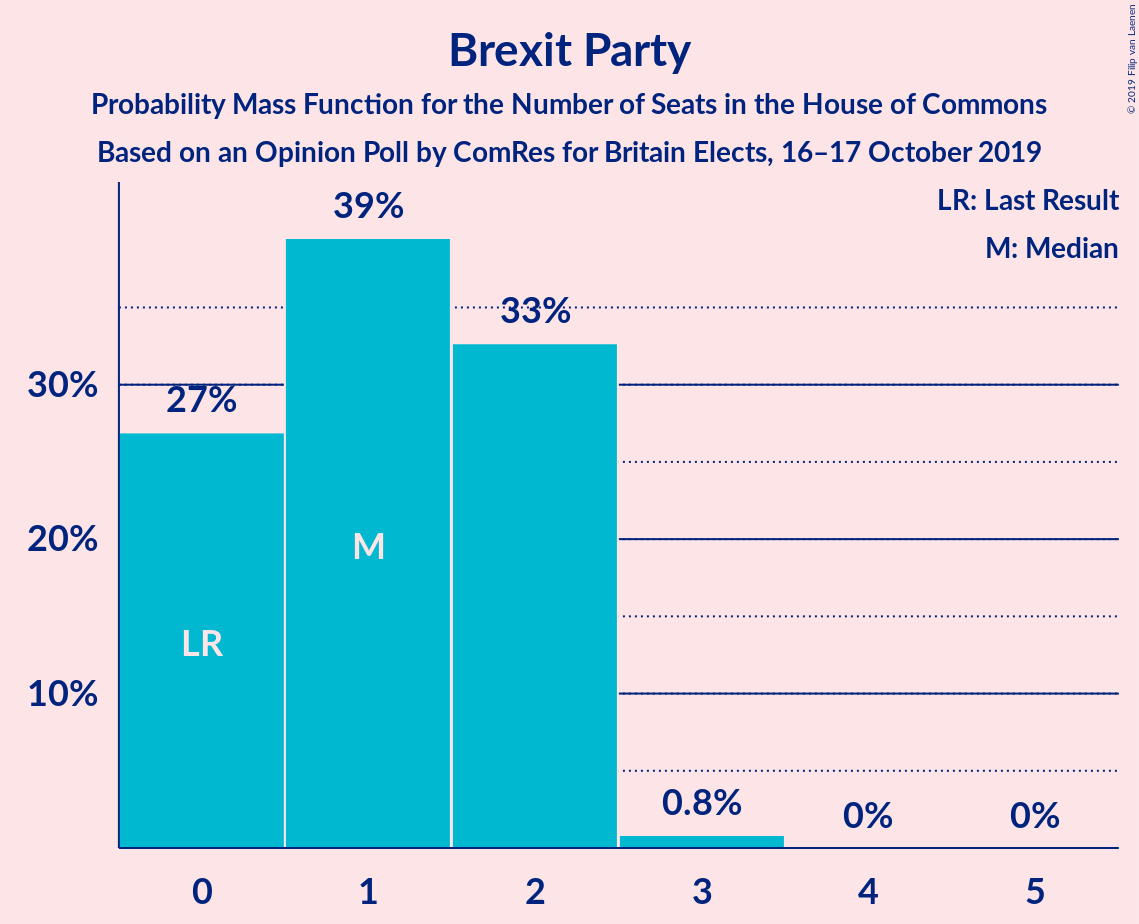 Brexit Party
Probability Mass Function for the Number of Seats in the House of Commons
Based on an Opinion Poll by ComRes for Britain Elects, 16–17 October 2019
© 2019 Filip van Laenen
LR: Last Result
M: Median
39%
33%
27%
0.8%
0%
0%
M
LR
30%
20%
10%
0
1
2
3
4
5